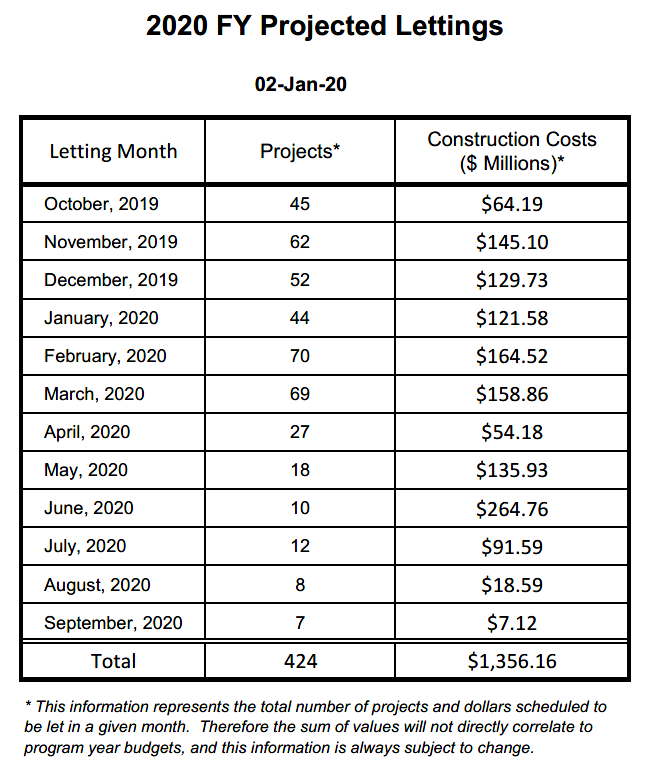 2020 FY Projected Lettings
02-Jan-20
Letting Month Projects* Construction Costs
($ Millions)*
October, 2019 45 $64.19
November, 2019 62 $145.10
December, 2019 52 $129.73
January, 2020 44 $121.58
February, 2020 70 $164.52
March, 2020 69 $158.86
April, 2020 27 $54.18
May, 2020 18 $135.93
June, 2020 10 $264.76
July, 2020 12 $91.59
August, 2020 8 $18.59
September, 2020 7 $7.12
Total 424 $1,356.16
* This information represents the total number of projects and dollars scheduled to
be let in a given month. Therefore the sum of values will not directly correlate to
program year budgets, and this information is always subject to change.